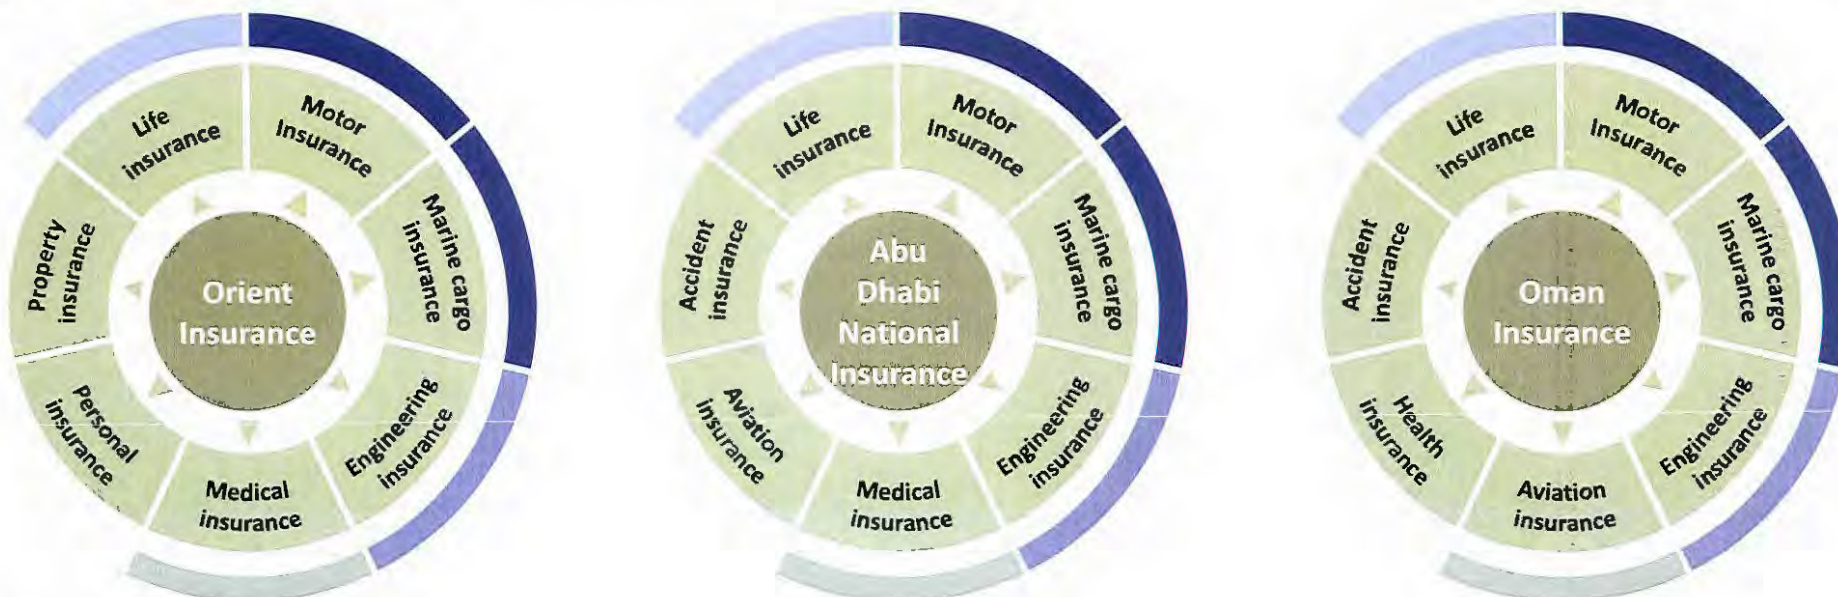 Life
insurance
Motor
Insurance
Marine cargo
insurance
Engineering
insurance
Medical
insurance
Personal
insurance
Property
insurance
Orient
Insurance
Life
insurance
Motor
Insurance
Marine cargo
insurance
Engineering
insurance
Medical
insurance
Aviation
insurance
Accident
insurance
Abu
Dhabi
National
Insurance
Life
insurance
Motor
Insurance
Marine cargo
insurance
Engineering
insurance
Aviation
insurance
Health
insurance
Accident
insurance
Oman
Insurance